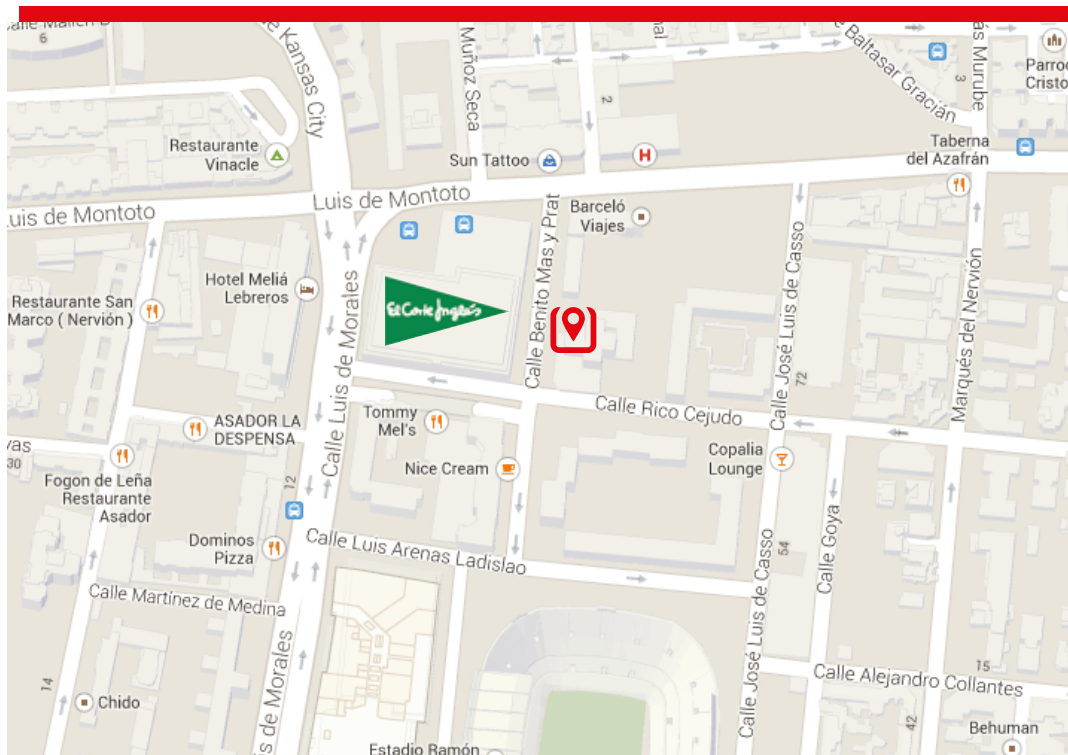 6
de Kansas City
Muñoz Seca
2
Baltasar Gracián
3
Murube
Parroc
Cristo
Restaurante
Vinacle
Sun Tattoo
H
Taberna
del Azafrán
Luis de Montoto
Luis de Montoto
Barceló
Viajes
Calle Benito Mas y Prat
Calle José Luis de Casso
Marqués del Nervión
Hotel Meliá
Lebreros
Restaurante San
Marco ( Nervión )
El Corte Inglés
Calle Luis de Morales
72
Calle Rico Cejudo
Tommy
Mel's
ASADOR LA
DESPENSA
Copalia
Lounge
yas
30
Nice Cream
Fogon de Leña
Restaurante
Asador
12
Dominos
Pizza
Calle Luis Arenas Ladislao
54
Calle Goya
Calle José Luis de Casso
Calle Martínez de Medina
s de Morales
14
Chido
15
Calle Alejandro Collantes
42
Behuman
Estadio Ramón